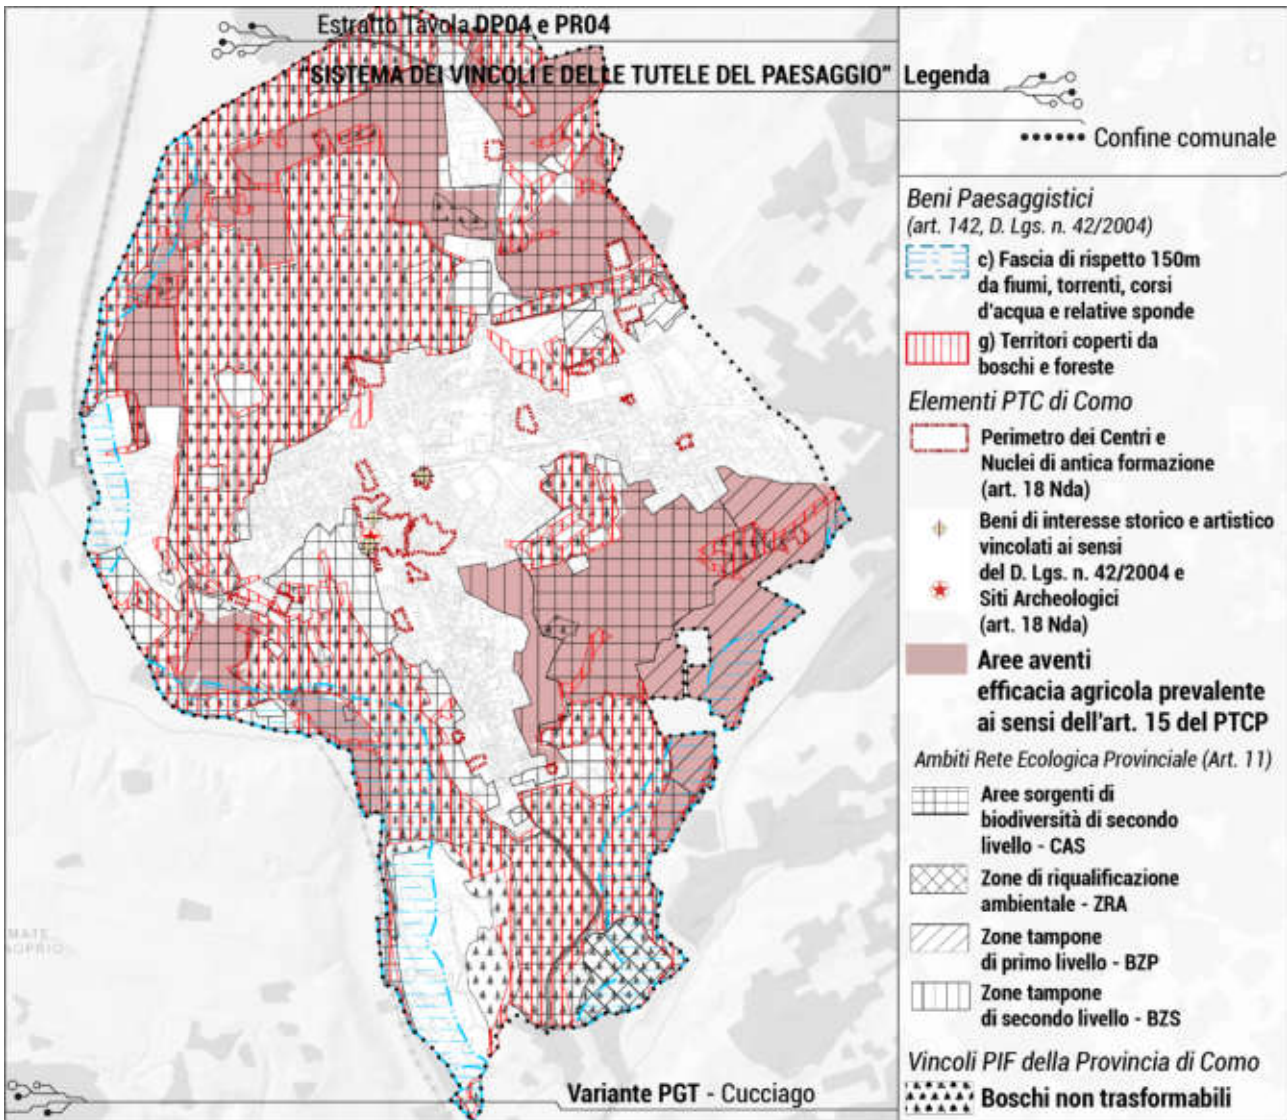 Estratto Tavola DP04 e PR04
"SISTEMA DEI VINCOLI E DELLE TUTELE DEL PAESAGGIO"
Legenda
Confine comunale
Beni Paesaggistici
(art. 142, D. Lgs. n. 42/2004)
c) Fascia di rispetto 150m
da fiumi, torrenti, corsi
d'acqua e relative sponde
g) Territori coperti da
boschi e foreste
Elementi PTC di Como
Perimetro dei Centri e
Nuclei di antica formazione
(art. 18 Nda)
Beni di interesse storico e artistico
vincolati ai sensi
del D. Lgs. n. 42/2004 e
Siti Archeologici
(art. 18 Nda)
Aree aventi
efficacia agricola prevalente
ai sensi dell'art. 15 del PTCP
Ambiti Rete Ecologica Provinciale (Art. 11)
Aree sorgenti di
biodiversità di secondo
livello - CAS
Zone di riqualificazione
ambientale - ZRA
Zone tampone
di primo livello - BZP
Zone tampone
di secondo livello - BZS
Vincoli PIF della Provincia di Como
Boschi non trasformabili
Variante PGT - Cucciago